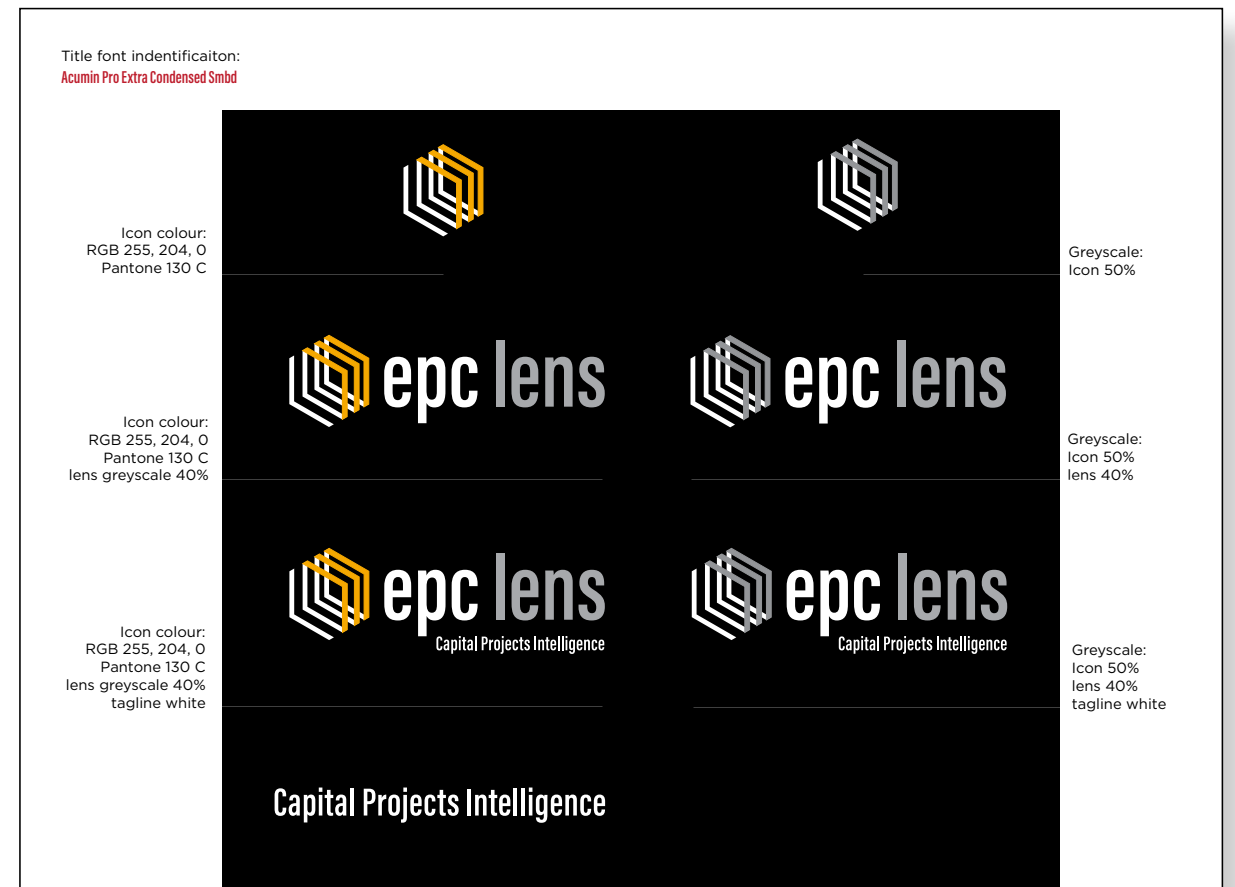 Title font indentificaiton:
Acumin Pro Extra Condensed Smbd
Icon colour:
RGB 255, 204, 0
Pantone 130 C
Greyscale:
Icon 50%
epc lens
epc lens
Icon colour:
RGB 255, 204, 0
Pantone 130 C
lens greyscale 40%
Greyscale:
Icon 50%
lens 40%
epc lens
Capital Projects Intelligence
epc lens
Capital Projects Intelligence
Icon colour:
RGB 255, 204, 0
Pantone 130 C
lens greyscale 40%
tagline white
Greyscale:
Icon 50%
lens 40%
tagline white
Capital Projects Intelligence